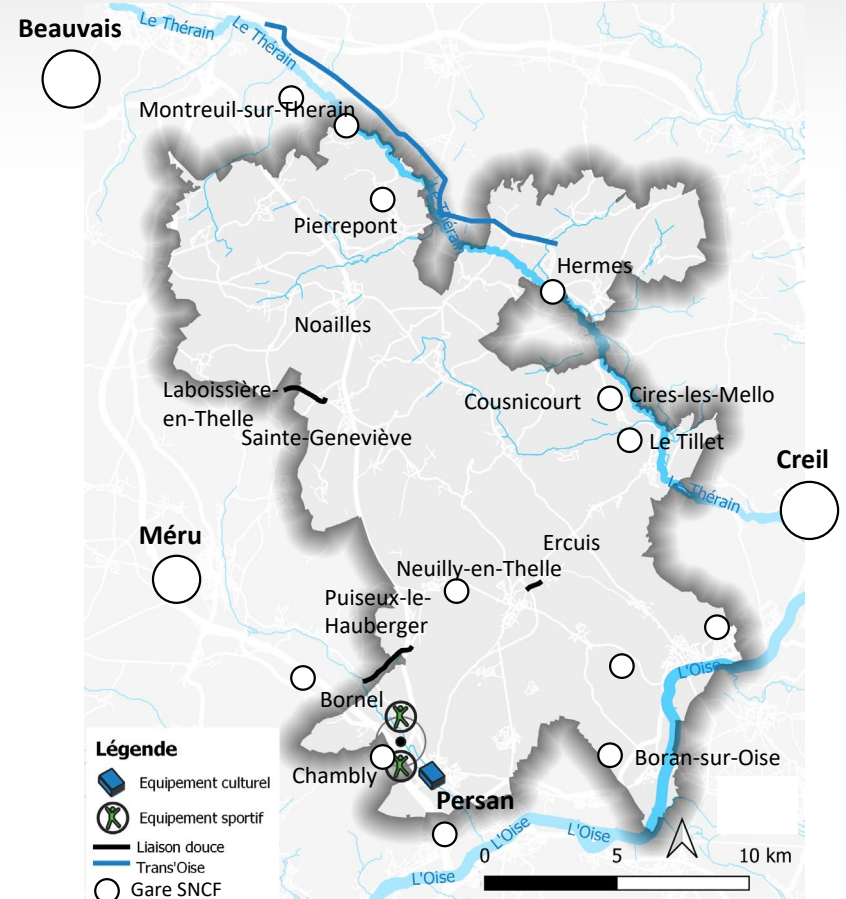 Beauvais
Le Thérain
Le Thérain
Montreuil-sur-Therain
Pierrepont
Le Thérain
Hermes
Noailles
Laboissière-
en-Thelle
Cousnicourt
Cires-les-Mello
Sainte-Geneviève
Le Tillet
Creil
Le Thérain
Méru
Ercuis
Neuilly-en-Thelle
Puiseux-le-
Hauberger
L'Oise
Bornel
Chambly
Boran-sur-Oise
Persan
L'Oise
L'Oise
L'Oise
Légende
Equipement culturel
Equipement sportif
Liaison douce
Trans'Oise
Gare SNCF
0 5 10 km